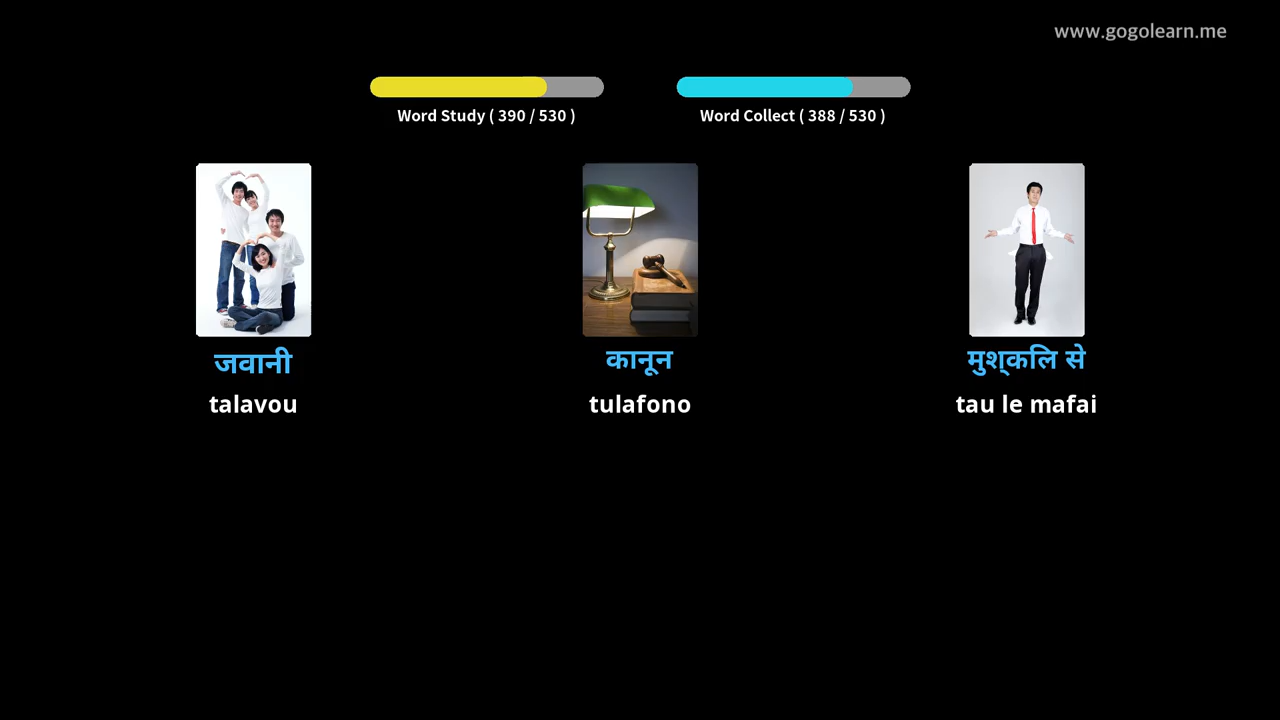 www.gogolearn.me
Word Study ( 390 / 530 )
Word Collect ( 388 / 530 )
जवानी
कानून
मुश्कलि से
talavou
tulafono
tau le mafai